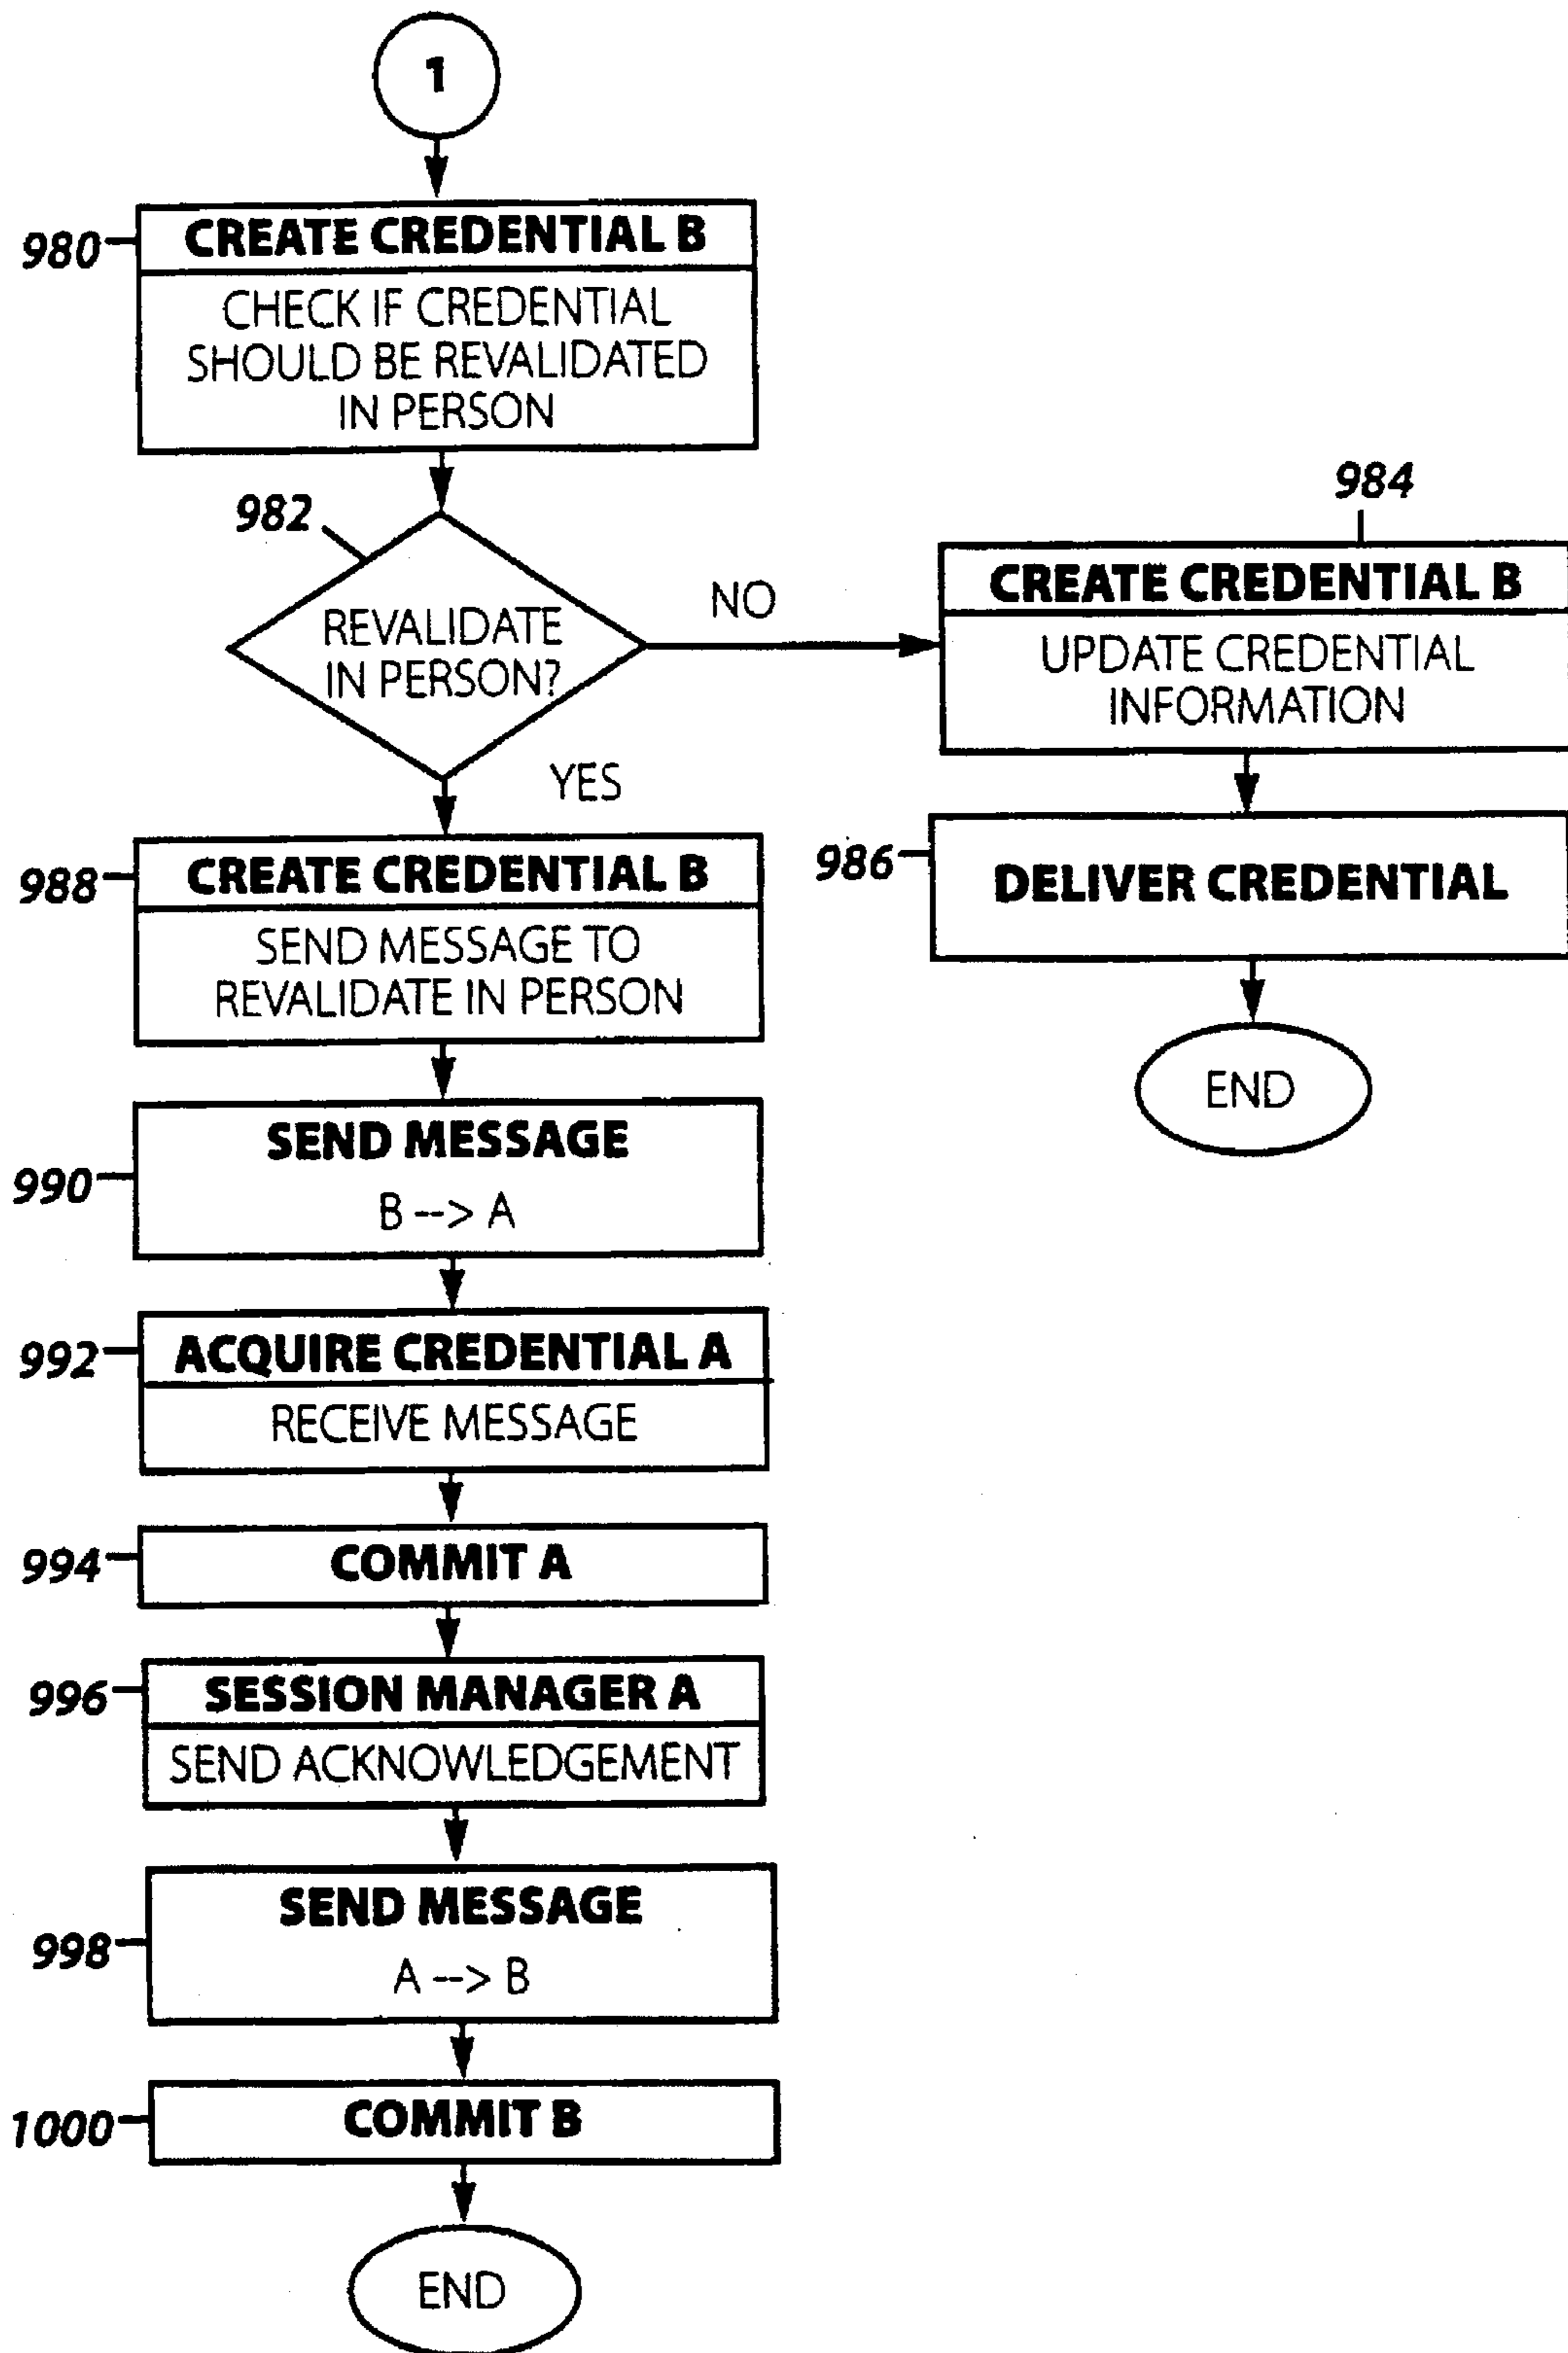 1
980
CREATE CREDENTIAL B
CHECK IF CREDENTIAL
SHOULD BE REVALIDATED
IN PERSON
982
REVALIDATE
IN PERSON?
NO
YES
984
CREATE CREDENTIAL B
UPDATE CREDENTIAL
INFORMATION
986
DELIVER CREDENTIAL
END
988
CREATE CREDENTIAL B
SEND MESSAGE TO
REVALIDATE IN PERSON
990
SEND MESSAGE
B --> A
992
ACQUIRE CREDENTIAL A
RECEIVE MESSAGE
994
COMMIT A
996
SESSION MANAGER A
SEND ACKNOWLEDGEMENT
998
SEND MESSAGE
A --> B
1000
COMMIT B
END